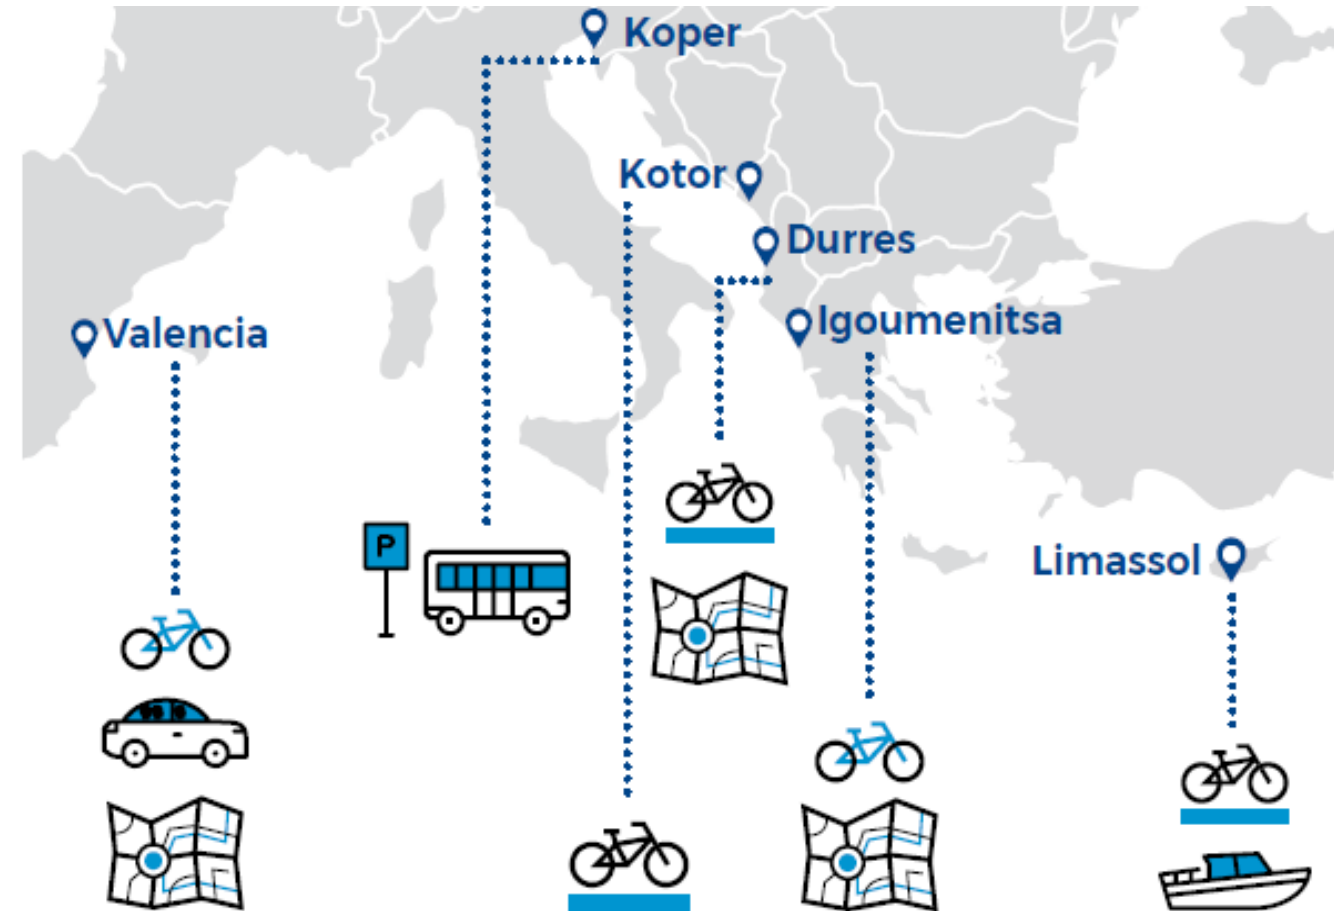 Koper
Kotor
Durres
Igoumenitsa
Valencia
P
Limassol